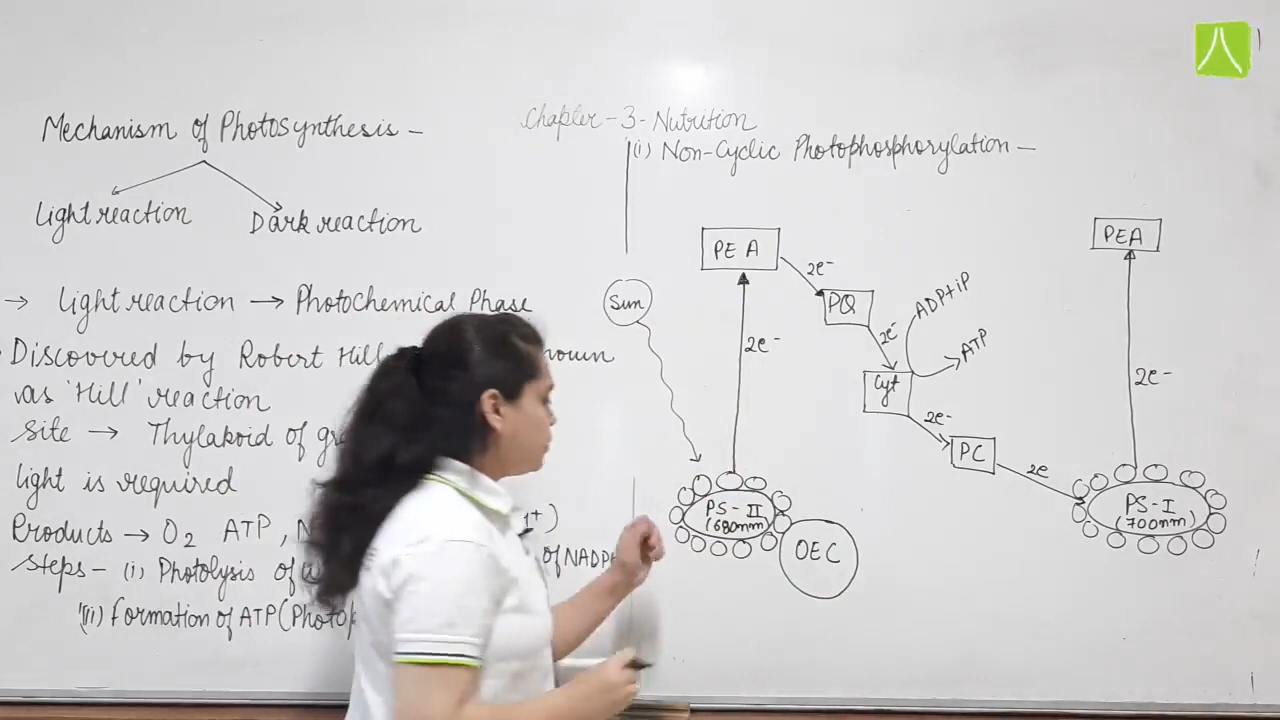 Chapter-3-Nutrition
Mechanism of Photosynthesis -
Light reaction
Dark reaction
→ Light reaction → Photochemical Phase
Discovered by Robert Hill
as 'Hill' reaction
Site → Thylakoid of
light is required
Products → O2 ATP,
Steps - (i) Photolysis of
of NADPH
(ii) Formation of ATP
(i) Non-Cyclic Photophosphorylation -
PEA
2e-
PQ
2e-
ADP+iP
ATP
Cyt
2e-
PC
2e
Sun
2e-
PS-II
(680nm)
OEC
PEA
2e-
PS-I
(700nm)